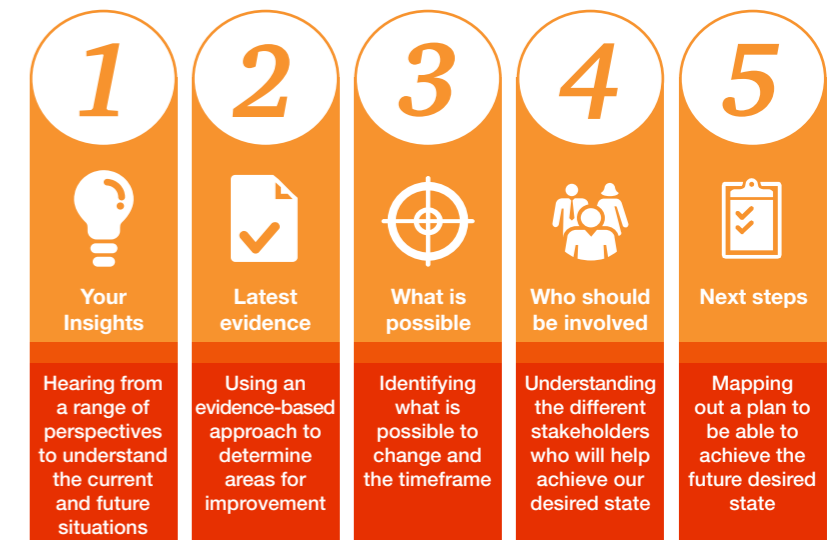 1
Your
Insights
Hearing from
a range of
perspectives
to understand
the current
and future
situations
2
Latest
evidence
Using an
evidence-based
approach to
determine
areas for
improvement
3
What is
possible
Identifying
what is
possible to
change and
the timeframe
4
Who should
be involved
Understanding
the different
stakeholders
who will help
achieve our
desired state
5
Next steps
Mapping
out a plan to
be able to
achieve the
future desired
state